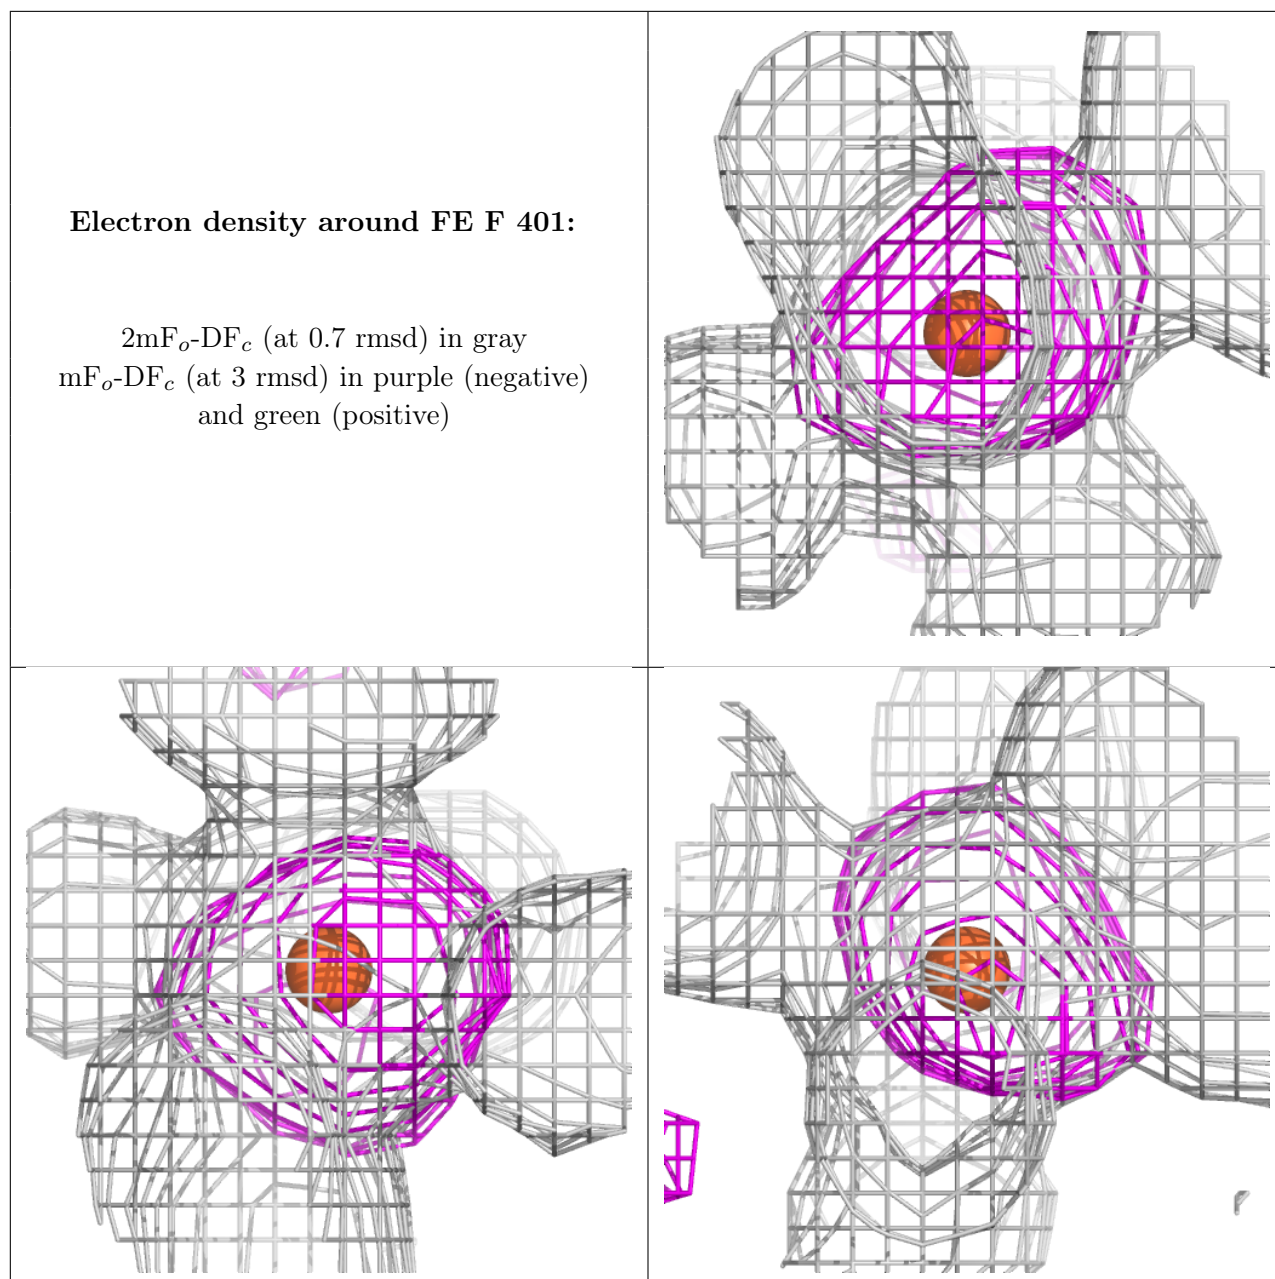 Electron density around FE F 401:
2mFₒ-DF𝒸 (at 0.7 rmsd) in gray
mFₒ-DF𝒸 (at 3 rmsd) in purple (negative)
and green (positive)